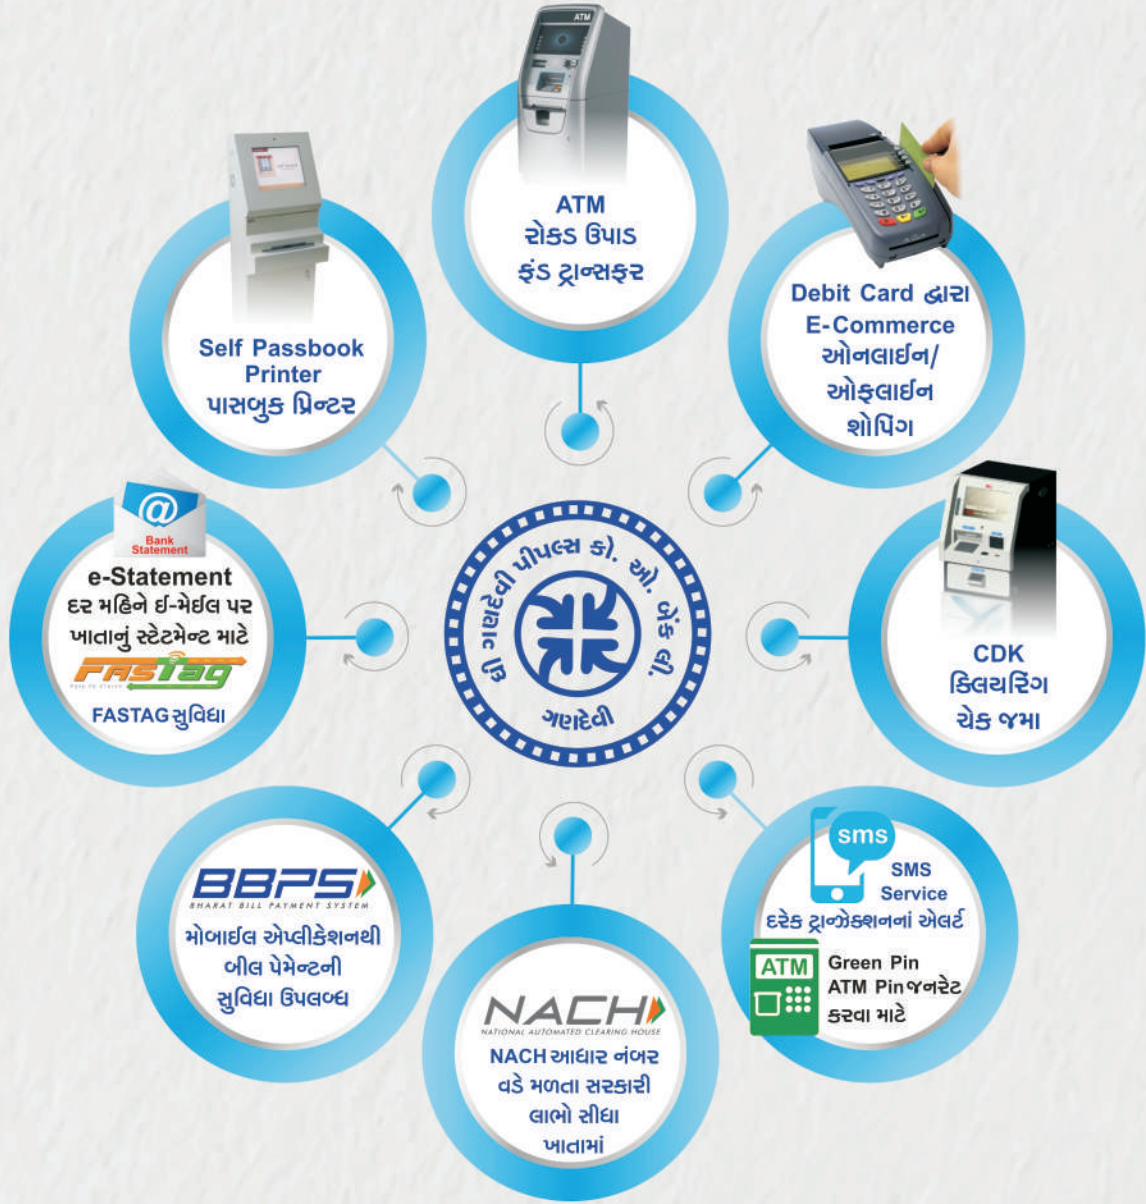 ATM
ATM
રોકડ ઉપાડ
ફંડ ટ્રાન્સફર
Debit Card દ્વારા
E-Commerce
ઓનલાઈન/
ઓફલાઈન
શોપિંગ
CDK
ક્લિયરિંગ
ચેક જમા
sms
SMS
Service
દરેક ટ્રાન્ઝેક્શનનાં એલર્ટ
ATM
Green Pin
ATM Pin જનરેટ
કરવા માટે
NACH
NATIONAL AUTOMATED CLEARING HOUSE
NACH આધાર નંબર
વડે મળતા સરકારી
લાભો સીધા
ખાતામાં
BBPS
BHARAT BILL PAYMENT SYSTEM
મોબાઈલ એપ્લીકેશનથી
બીલ પેમેન્ટની
સુવિધા ઉપલબ્ધ
@
Bank
Statement
e-Statement
દર મહિને ઈ-મેઈલ પર
ખાતાનું સ્ટેટમેન્ટ માટે
FASTag
FASTAG સુવિધા
Self Passbook
Printer
પાસબુક પ્રિન્ટર
ધી ગણદેવી પીપલ્સ કો. ઓ. બેંક લી.
ગણદેવી